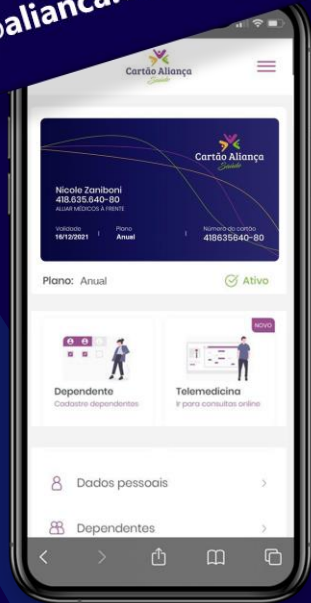 Cartão Aliança
Saúde
Cartão Aliança
Saúde
Nicole Zaniboni
418.635.640-80
ALUAR MÉDICOS À FRENTE
Validade
16/12/2021
Plano
Anual
Número do cartão
418635640-80
Plano: Anual
Ativo
NOVO
Dependente
Cadastre dependentes
Telemedicina
Ir para consultas online
Dados pessoais
Dependentes